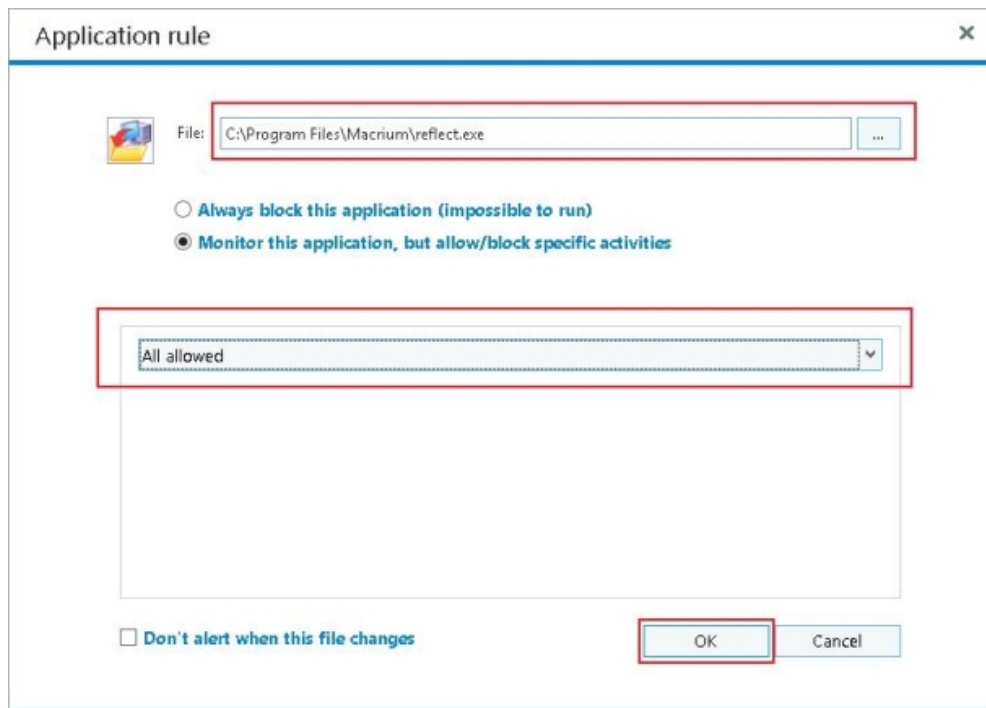 Application rule
File: C:\Program Files\Macrium\reflect.exe ...
Always block this application (impossible to run)
Monitor this application, but allow/block specific activities
All allowed
Don't alert when this file changes
OK Cancel